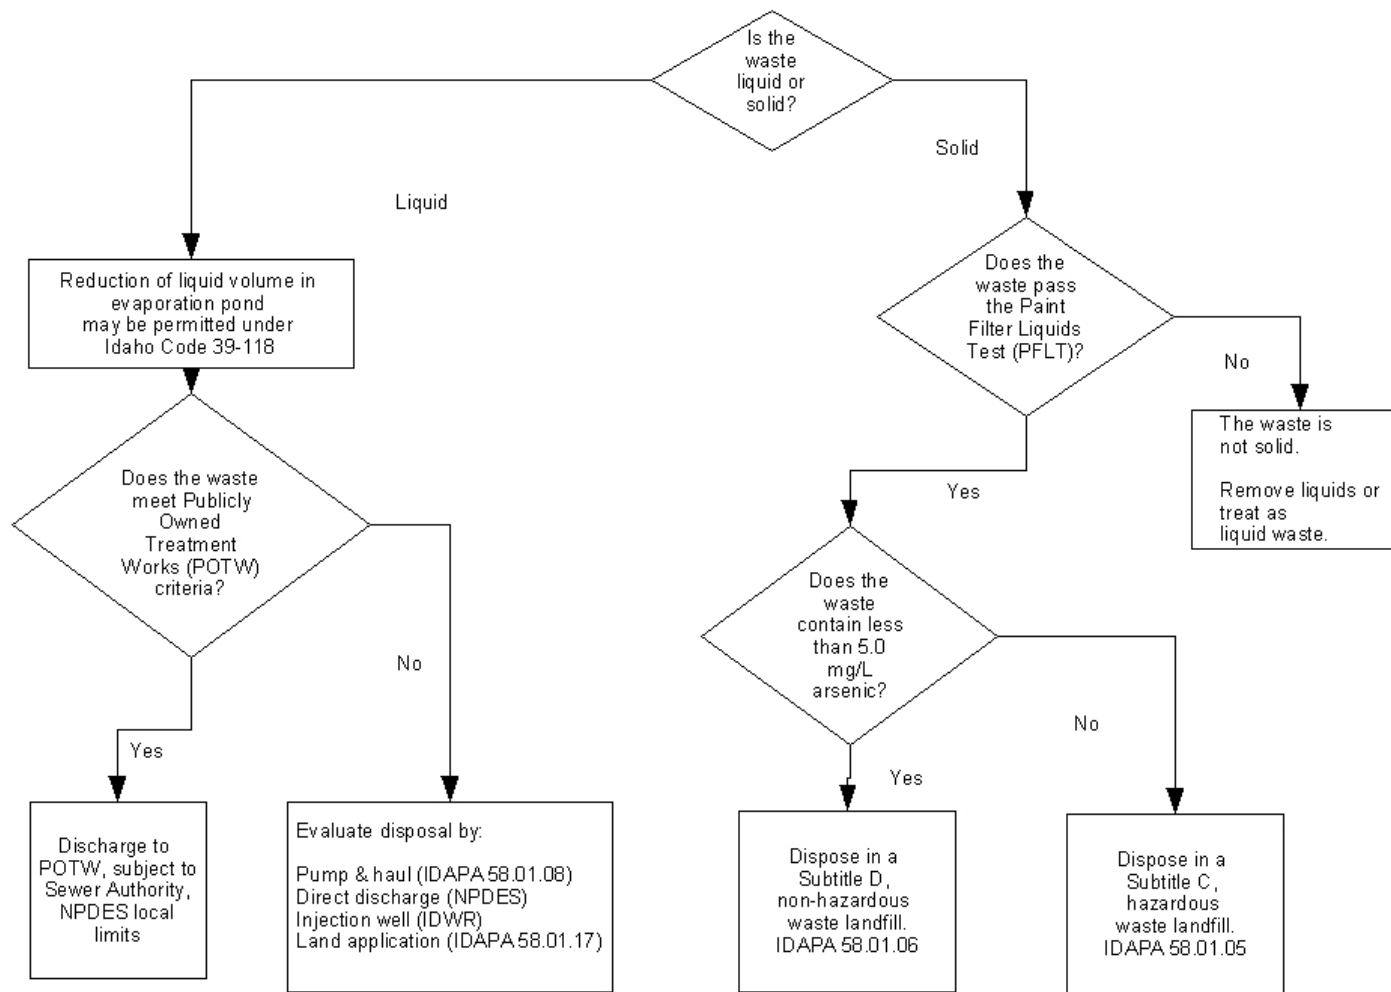 Is the
waste
liquid or
solid?
Solid
Liquid
Reduction of liquid volume in
evaporation pond
may be permitted under
Idaho Code 39-118
Does the
waste pass
the Paint
Filter Liquids
Test (PFLT)?
No
The waste is
not solid.
Remove liquids or
treat as
liquid waste.
Yes
Does the waste
meet Publicly
Owned
Treatment
Works (POTW)
criteria?
No
Yes
Does the
waste
contain less
than 5.0
mg/L
arsenic?
No
Yes
Discharge to
POTW, subject to
Sewer Authority,
NPDES local
limits
Evaluate disposal by:
Pump & haul (IDAPA 58.01.08)
Direct discharge (NPDES)
Injection well (IDWR)
Land application (IDAPA 58.01.17)
Dispose in a
Subtitle D,
non-hazardous
waste landfill.
IDAPA 58.01.06
Dispose in a
Subtitle C,
hazardous
waste landfill.
IDAPA 58.01.05